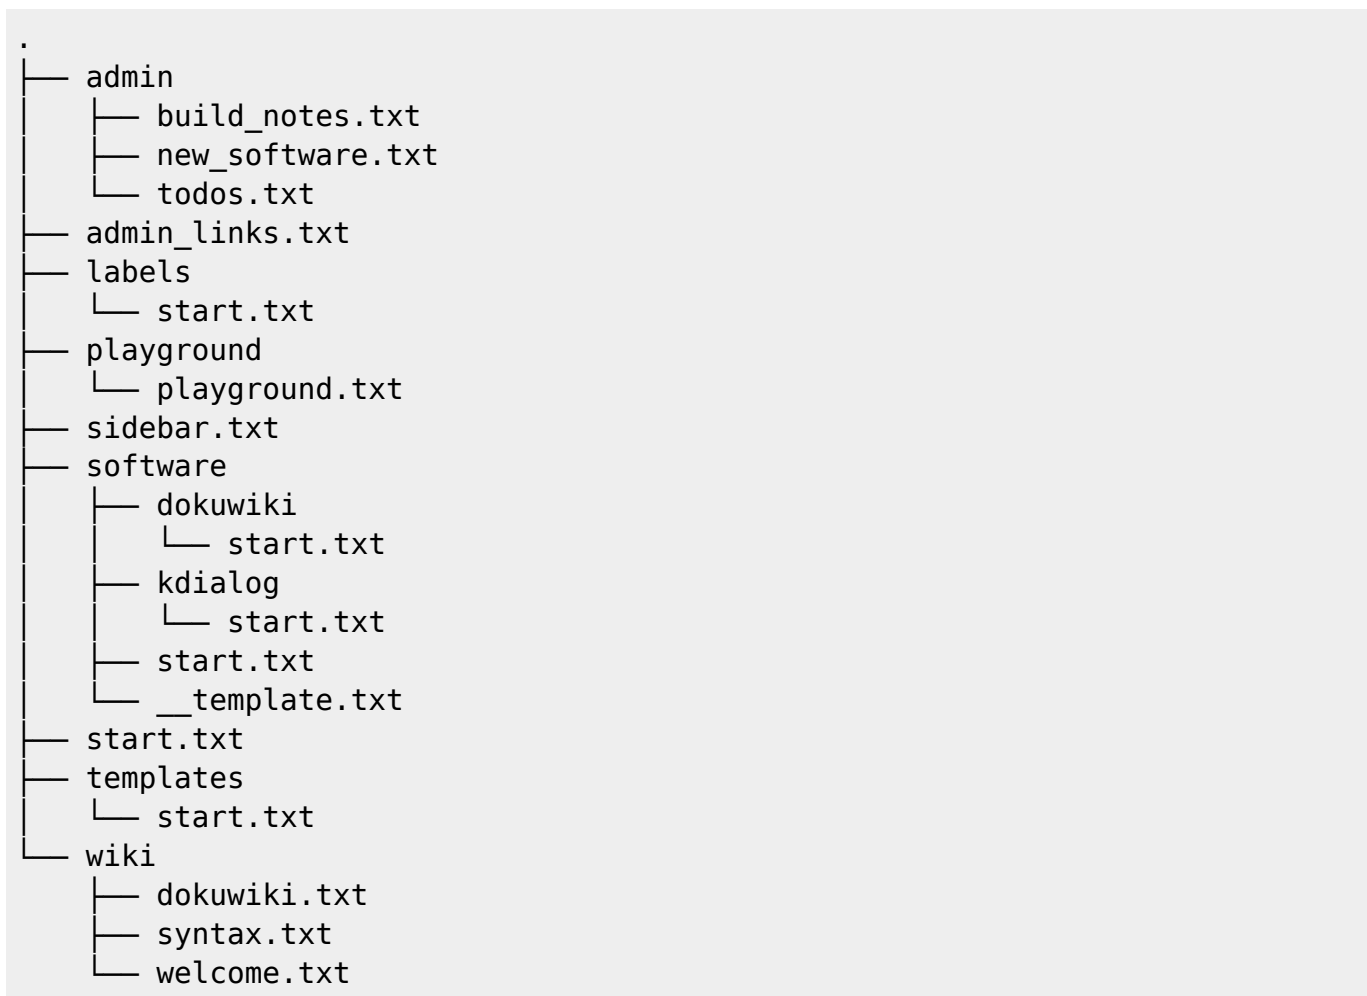 .
├── admin
│   ├── build_notes.txt
│   ├── new_software.txt
│   └── todos.txt
├── admin_links.txt
├── labels
│   └── start.txt
├── playground
│   └── playground.txt
├── sidebar.txt
├── software
│   ├── dokuwiki
│   │   └── start.txt
│   ├── kdialog
│   │   └── start.txt
│   ├── start.txt
│   └── __template.txt
├── start.txt
├── templates
│   └── start.txt
└── wiki
    ├── dokuwiki.txt
    ├── syntax.txt
    └── welcome.txt